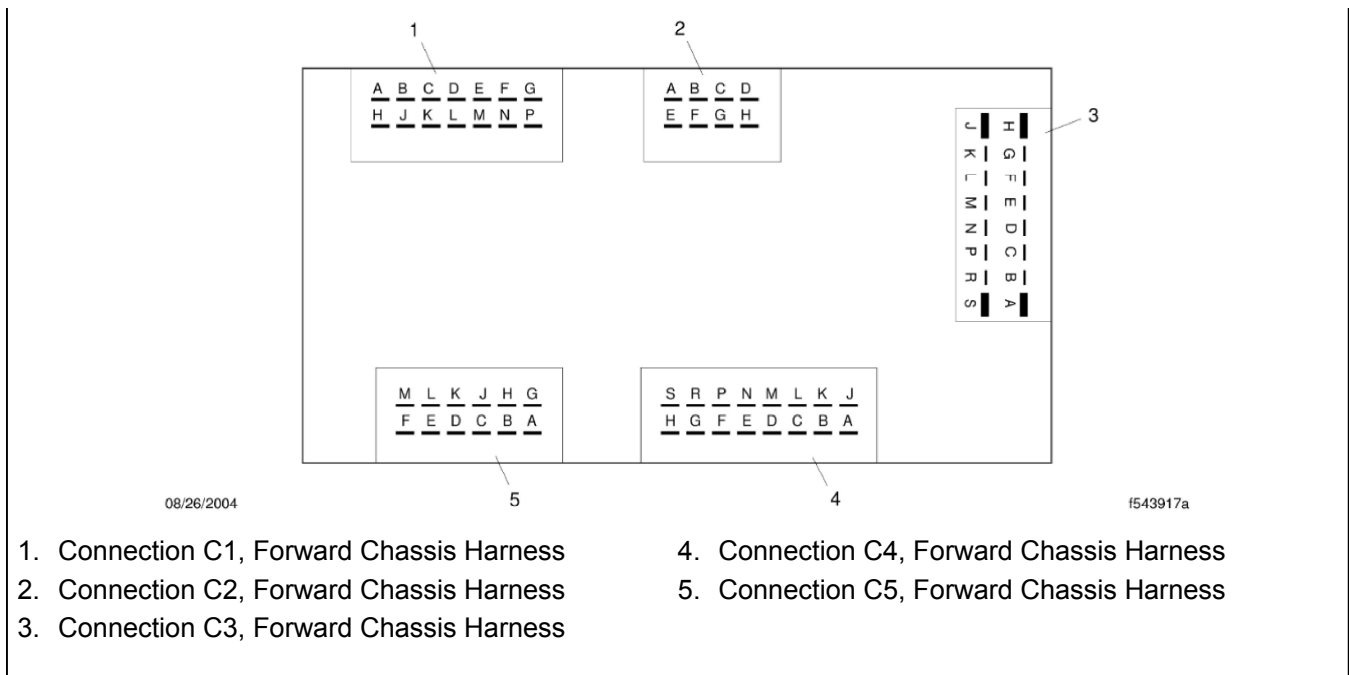 1
2
A B C D E F G
H J K L M N P
A B C D
E F G H
3
J H
K G
L F
M E
N D
P C
R B
S A
M L K J H G
F E D C B A
S R P N M L K J
H G F E D C B A
5
4
08/26/2004
f543917a
1. Connection C1, Forward Chassis Harness
2. Connection C2, Forward Chassis Harness
3. Connection C3, Forward Chassis Harness
4. Connection C4, Forward Chassis Harness
5. Connection C5, Forward Chassis Harness